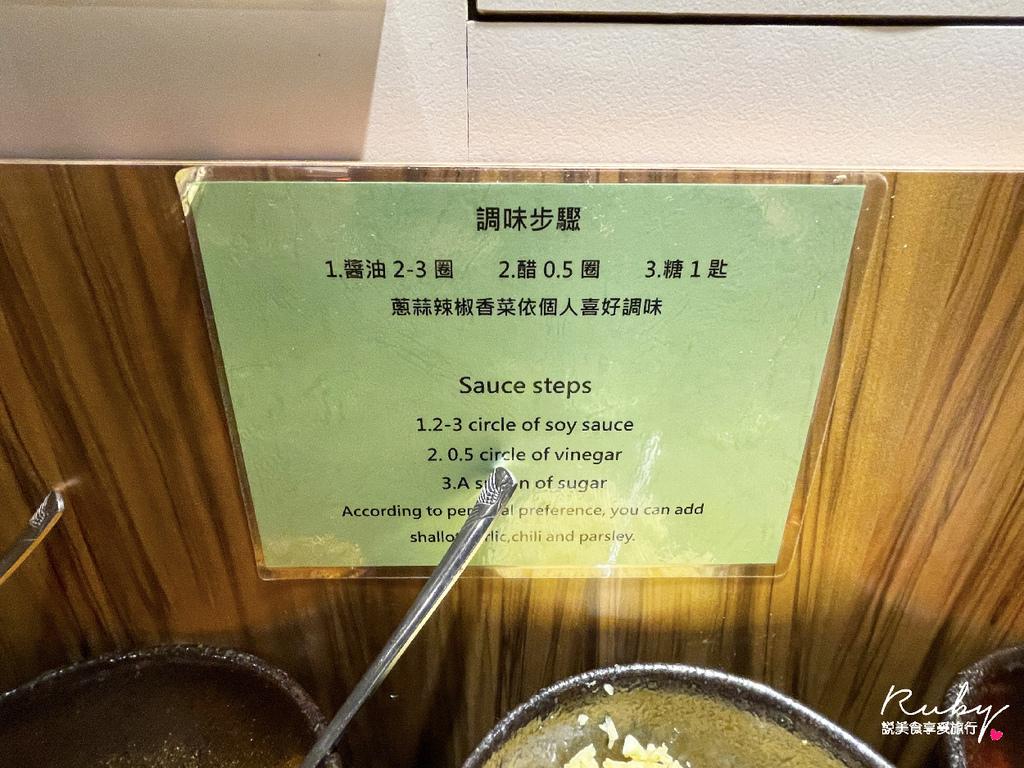 調味步驟
1.醬油 2-3 圈 2.醋 0.5 圈 3.糖 1 匙
蔥蒜辣椒香菜依個人喜好調味
Sauce steps
1.2-3 circle of soy sauce
2. 0.5 circle of vinegar
3.A of sugar
According to preference, you can add
chili and parsley.
Ruby
説美食享受旅行